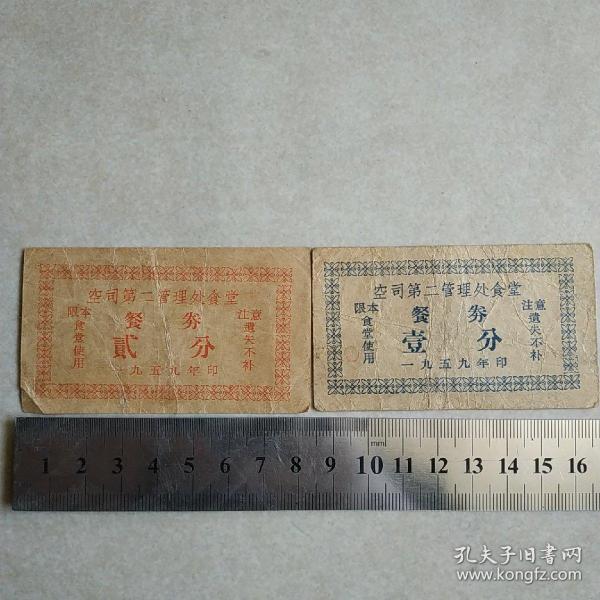 空司第二管理处食堂
餐 券
贰 分
限本食堂使用
注意遗失不补
一九五九年印
空司第二管理处食堂
餐 券
壹 分
限本食堂使用
注意遗失不补
一九五九年印
mm
1 2 3 4 5 6 7 8 9 10 11 12 13 14 15 16
孔夫子旧书网
www.kongfz.com